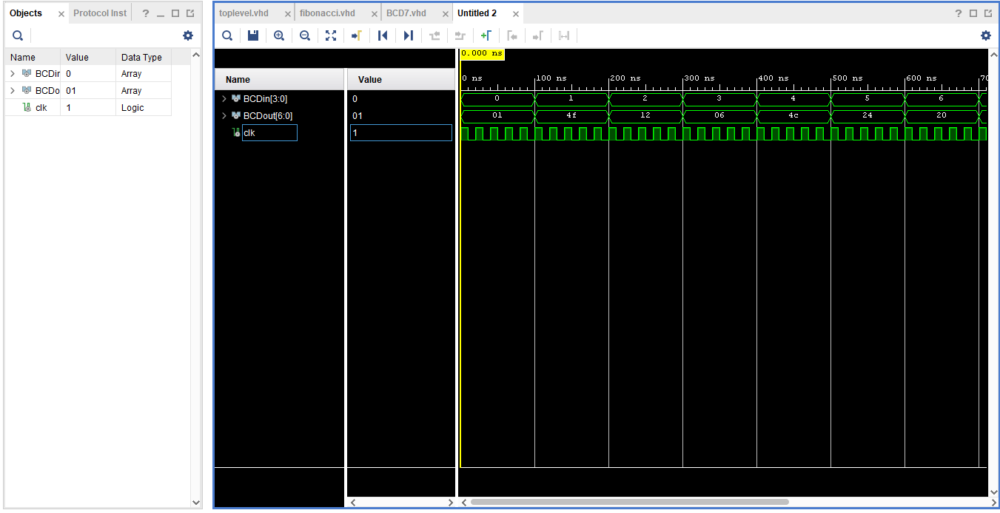 Objects
Protocol Inst
?
Name Value Data Type
BCDir 0 Array
BCDo 01 Array
clk 1 Logic
toplevel.vhd
fibonacci.vhd
BCD7.vhd
Untitled 2
?
Name Value
BCDin[3:0] 0
BCDout[6:0] 01
clk 1
0.000 ns
0 ns 100 ns 200 ns 300 ns 400 ns 500 ns 600 ns 70
0 1 2 3 4 5 6
01 4f 12 06 4c 24 20